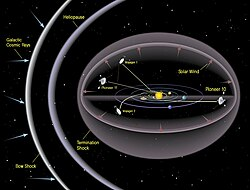 Heliopause
Galactic
Cosmic Rays
Voyager 1
Solar Wind
Pioneer 11
Pioneer 10
Voyager 2
Termination
Shock
Bow Shock